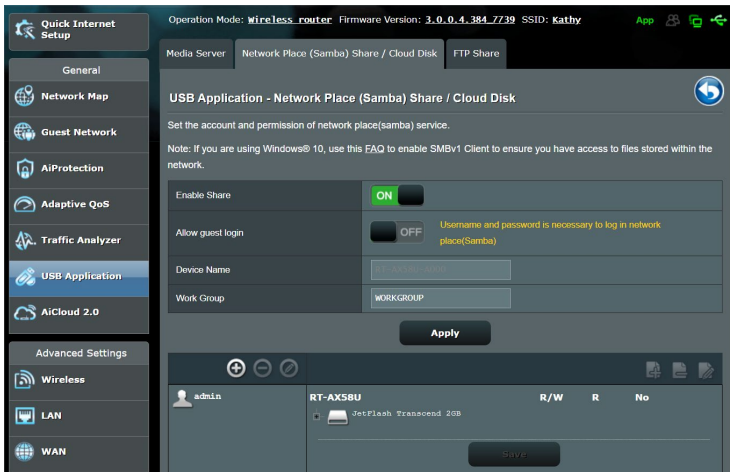 Quick Internet
Setup
Operation Mode: Wireless router Firmware Version: 3.0.0.4.384_7739 SSID: Kathy
App
General
Network Map
Guest Network
AiProtection
Adaptive QoS
Traffic Analyzer
USB Application
AiCloud 2.0
Advanced Settings
Wireless
LAN
WAN
Media Server
Network Place (Samba) Share / Cloud Disk
FTP Share
USB Application - Network Place (Samba) Share / Cloud Disk
Set the account and permission of network place(samba) service.
Note: If you are using Windows® 10, use this FAQ to enable SMBv1 Client to ensure you have access to files stored within the
network.
Enable Share
ON
Allow guest login
OFF
Username and password is necessary to log in network
place(Samba)
Device Name
Work Group
WORKGROUP
Apply
admin
RT-AX58U
R/W
R
No
JetFlash Transcend 2GB
Save